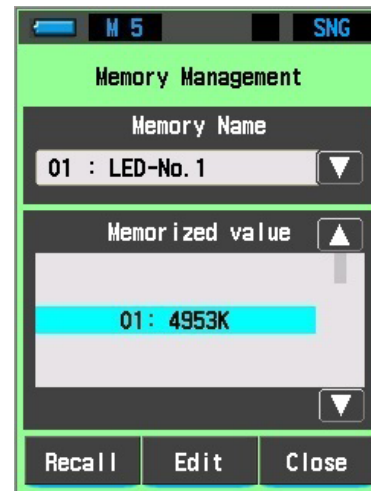 M 5 SNG
Memory Management
Memory Name
01 : LED-No.1
Memorized value
01: 4953K
Recall Edit Close